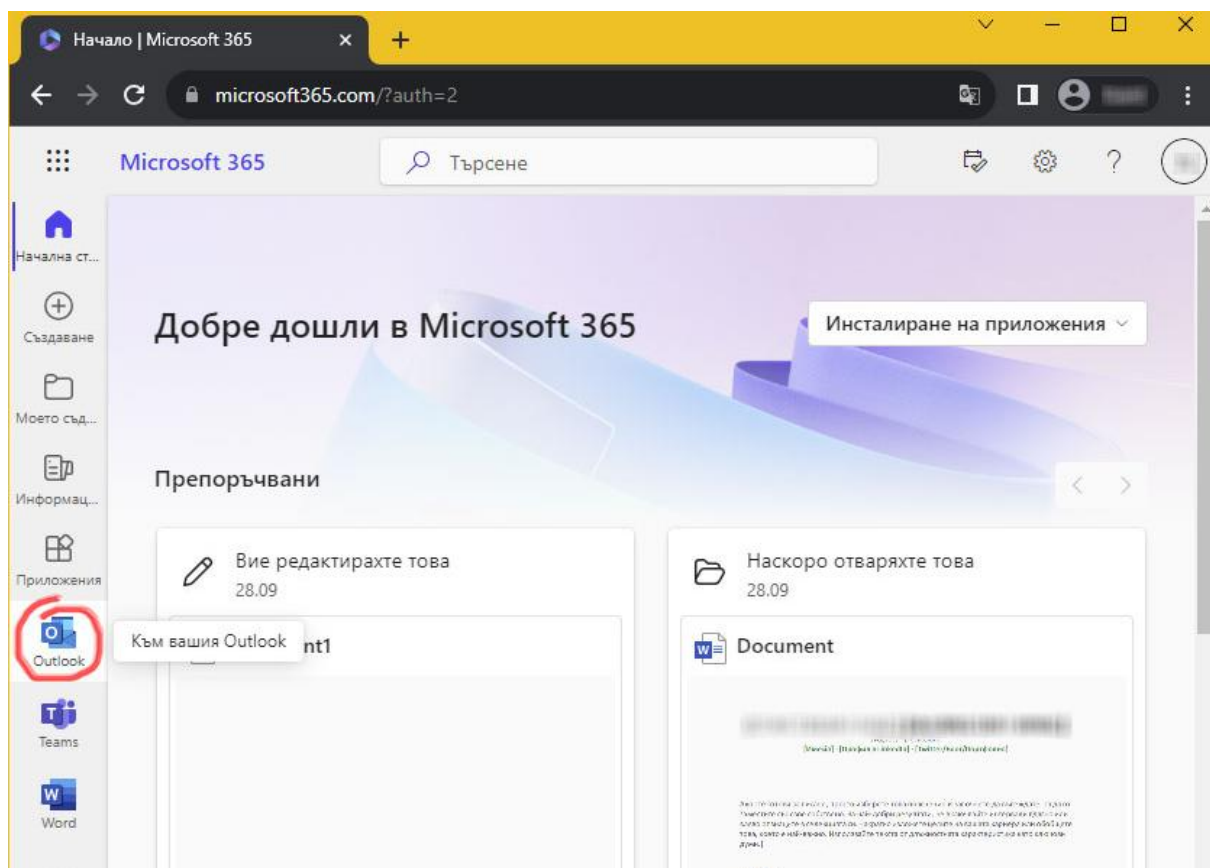 Начало | Microsoft 365
microsoft365.com/?auth=2
Microsoft 365
Търсене
Начална ст...
Създаване
Моето съд...
Информац...
Приложения
Outlook
Teams
Word
Добре дошли в Microsoft 365
Инсталиране на приложения
Препоръчвани
Вие редактирахте това
28.09
Към вашия Outlook
nt1
Наскоро отваряхте това
28.09
Document